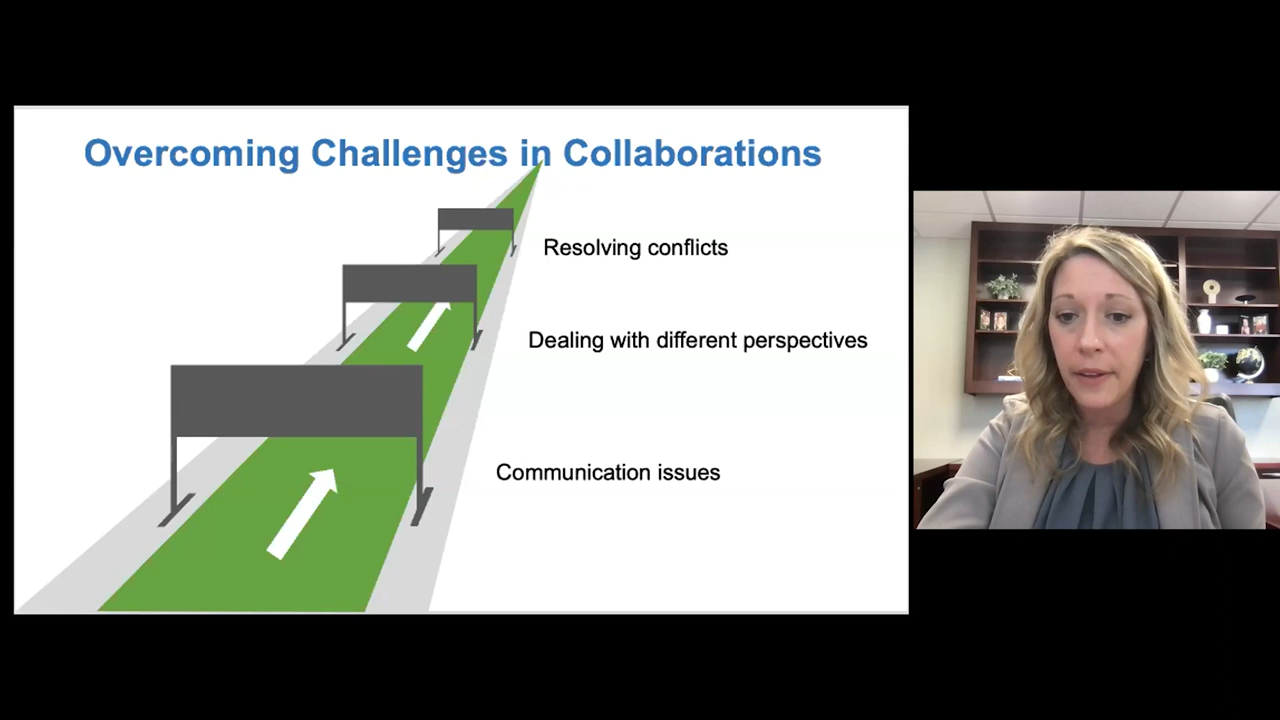 Overcoming Challenges in Collaborations
Resolving conflicts
Dealing with different perspectives
Communication issues